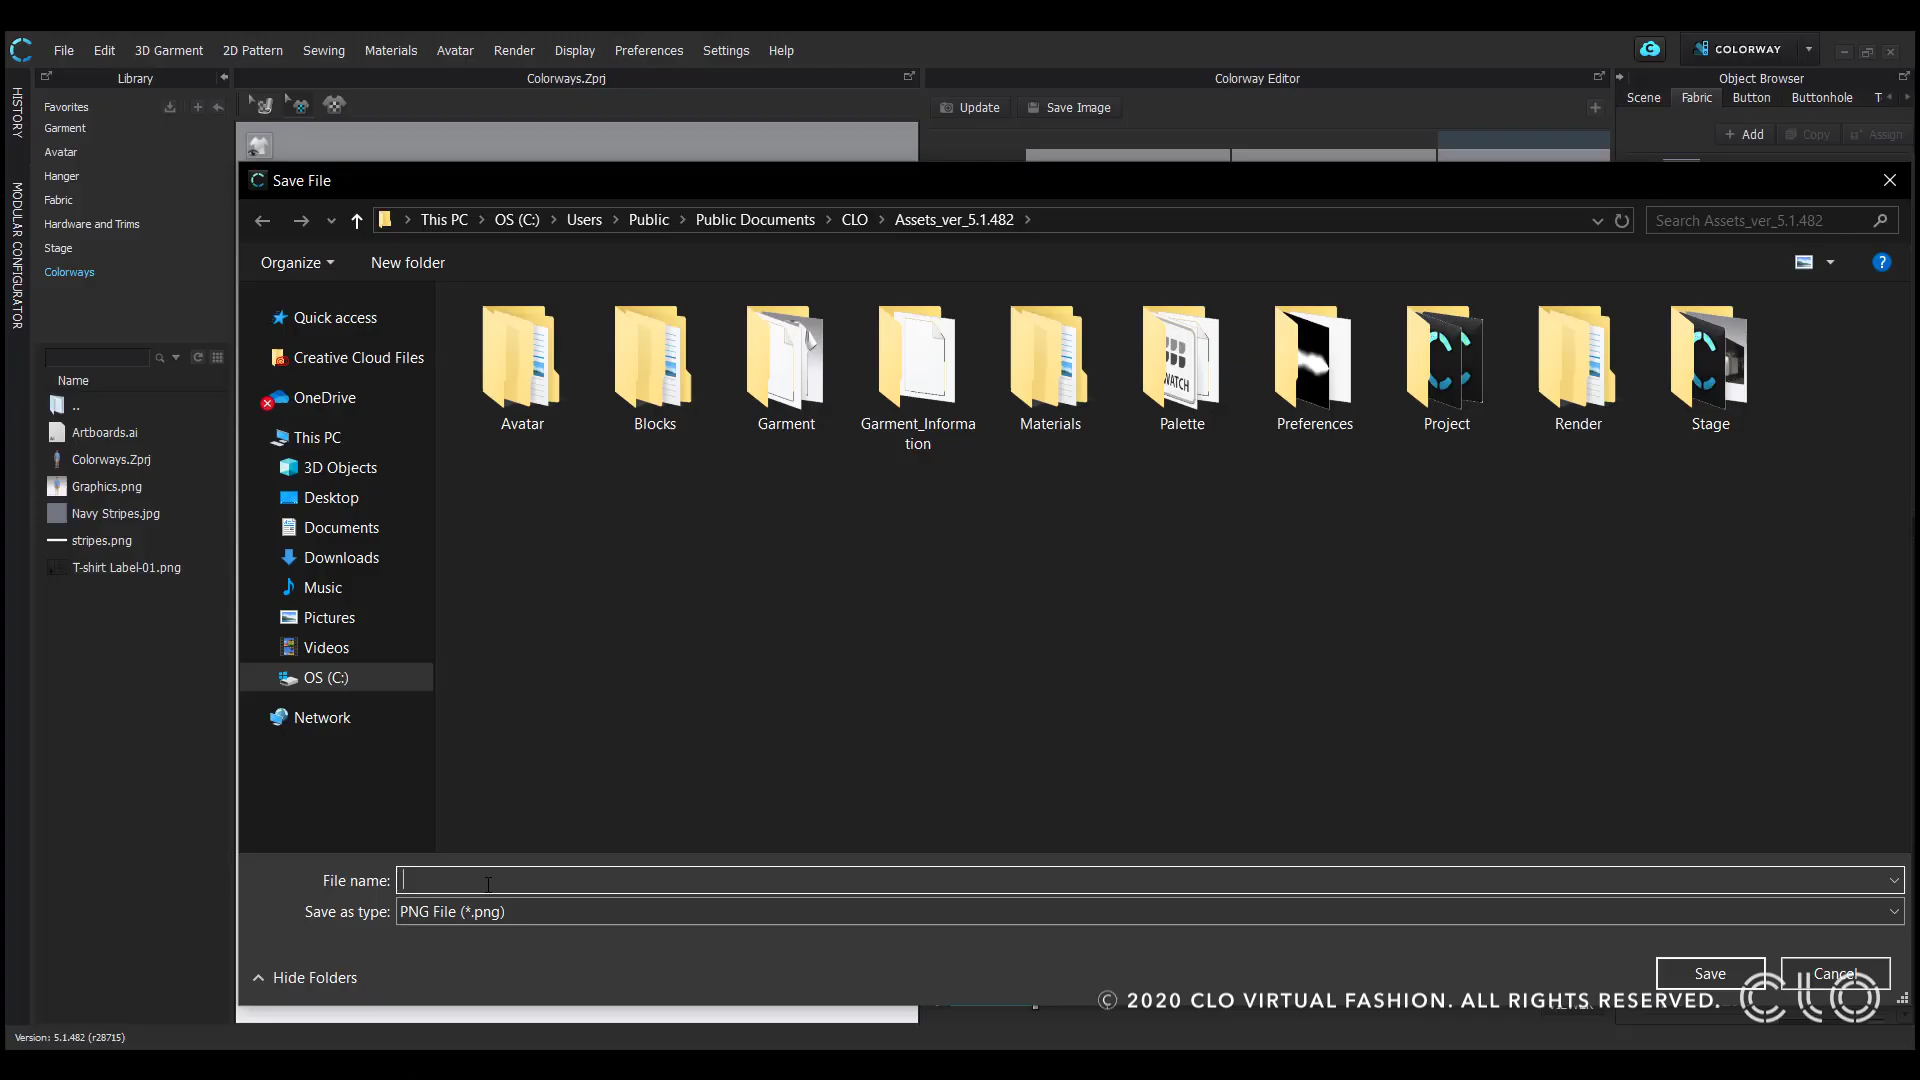 File Edit 3D Garment 2D Pattern Sewing Materials Avatar Render Display Preferences Settings Help
COLORWAY
Library
Colorways.Zprj
Colorway Editor
Object Browser
HISTORY
MODULAR CONFIGURATOR
Favorites
Garment
Avatar
Hanger
Fabric
Hardware and Trims
Stage
Colorways
Update Save Image
Scene Fabric Button Buttonhole T
Add Copy Assign
Name
..
Artboards.ai
Colorways.Zprj
Graphics.png
Navy Stripes.jpg
stripes.png
T-shirt Label-01.png
Save File
This PC > OS (C:) > Users > Public > Public Documents > CLO > Assets_ver_5.1.482 >
Search Assets_ver_5.1.482
Organize New folder
Quick access
Creative Cloud Files
OneDrive
This PC
3D Objects
Desktop
Documents
Downloads
Music
Pictures
Videos
OS (C:)
Network
Avatar
Blocks
Garment
Garment_Informa
tion
Materials
Palette
Preferences
Project
Render
Stage
File name:
Save as type: PNG File (*.png)
Hide Folders
Save Cancel
© 2020 CLO VIRTUAL FASHION. ALL RIGHTS RESERVED. CLO
Version: 5.1.482 (r28715)